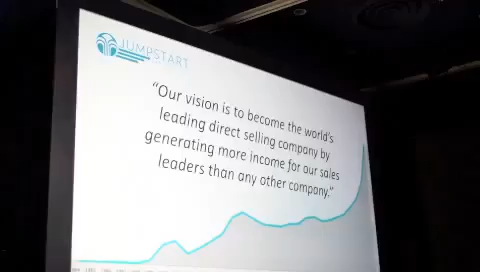 JUMPSTART
“Our vision is to become the world's
leading direct selling company by
generating more income for our sales
leaders than any other company.”